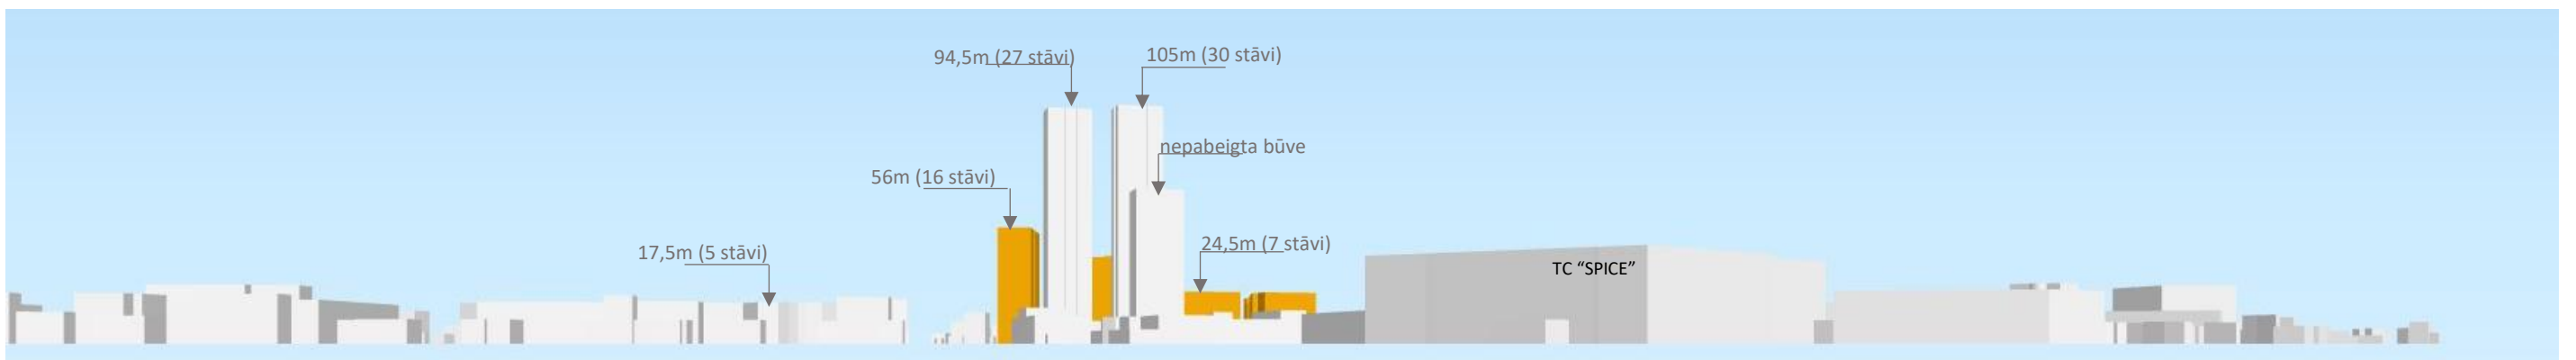 94,5m (27 stāvi)
105m (30 stāvi)
nepabeigta būve
56m (16 stāvi)
24,5m (7 stāvi)
17,5m (5 stāvi)
TC “SPICE”